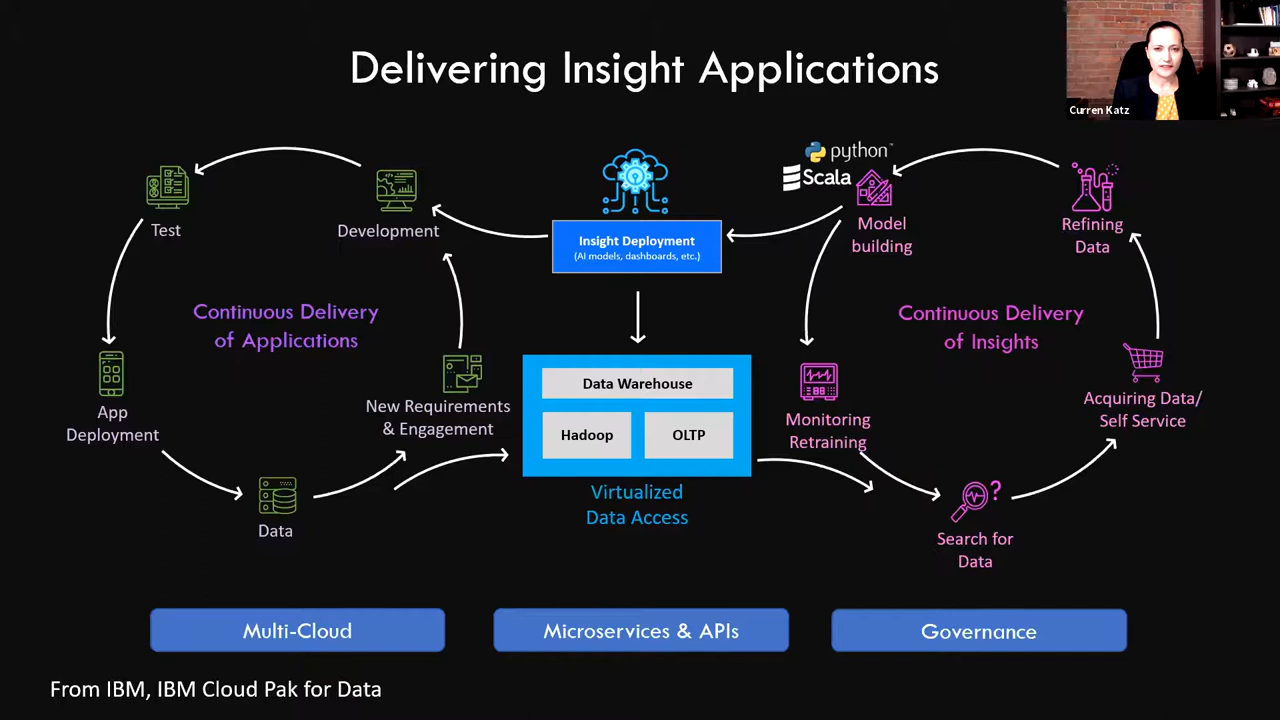 Delivering Insight Applications
Curren Katz
Test
Development
Continuous Delivery
of Applications
App
Deployment
New Requirements
& Engagement
Data
Insight Deployment
(AI models, dashboards, etc.)
Data Warehouse
Hadoop
OLTP
Virtualized
Data Access
python™
Scala
Model
building
Refining
Data
Continuous Delivery
of Insights
Monitoring
Retraining
Acquiring Data/
Self Service
?
Search for
Data
Multi-Cloud
Microservices & APIs
Governance
From IBM, IBM Cloud Pak for Data